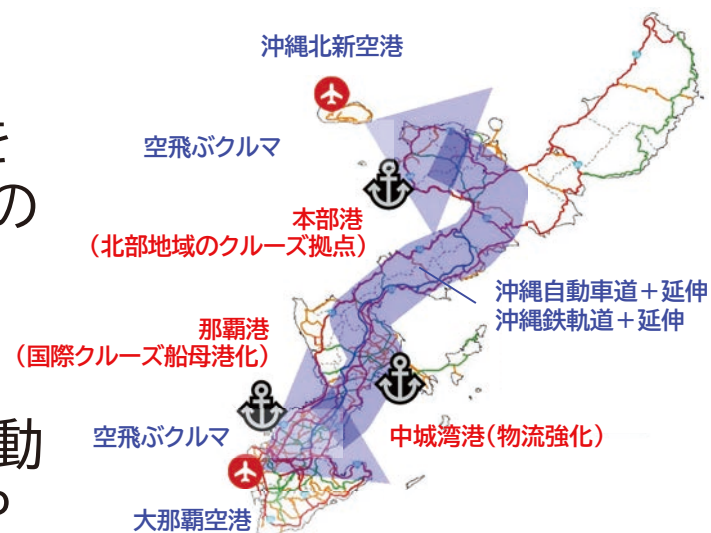 沖縄北新空港
を
空飛ぶクルマ
の
本部港
（北部地域のクルーズ拠点）
沖縄自動車道＋延伸
沖縄鉄軌道＋延伸
那覇港
（国際クルーズ船母港化）
動
空飛ぶクルマ
中城湾港（物流強化）
大那覇空港